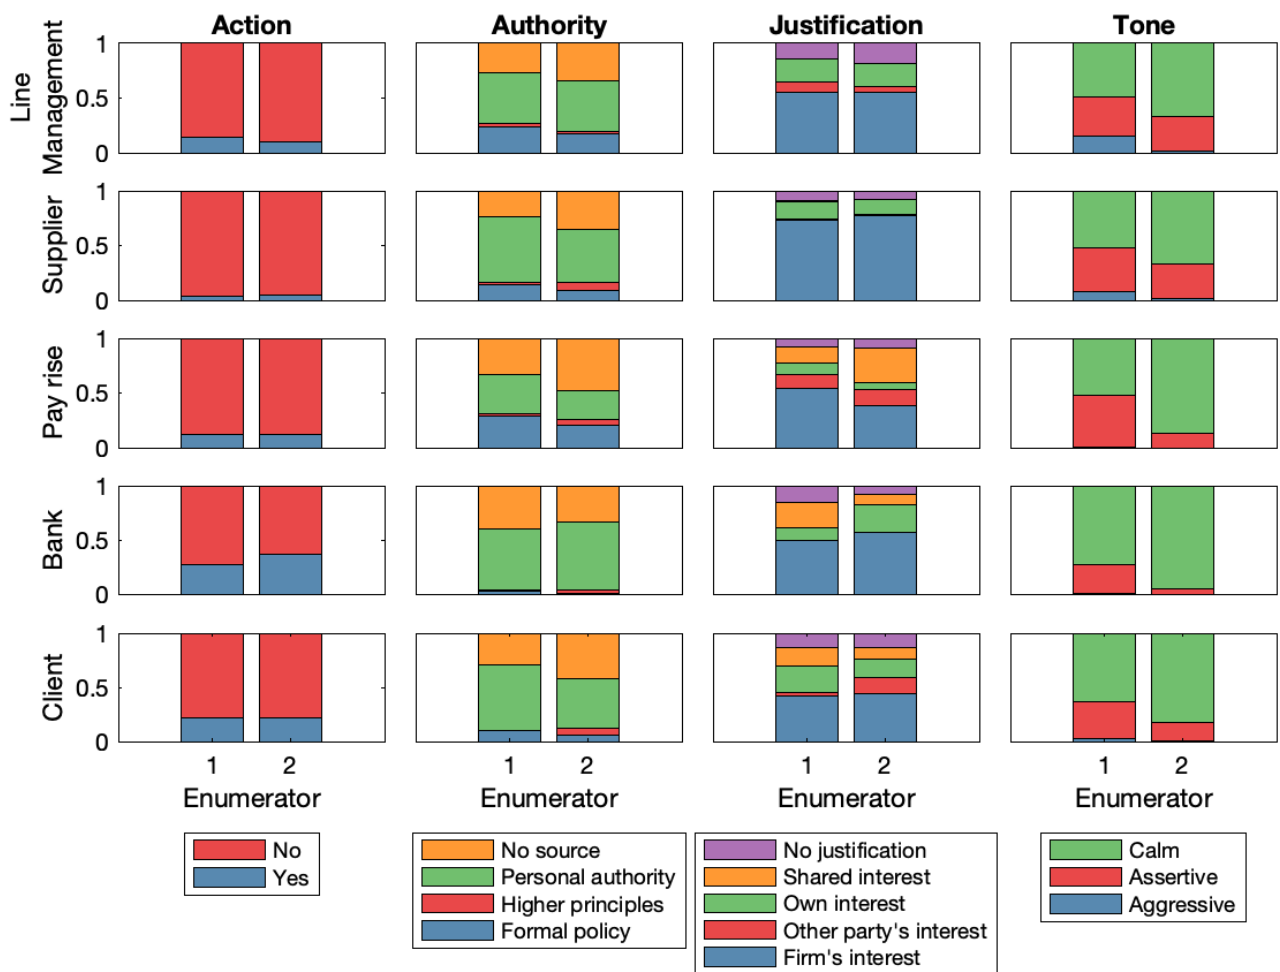 Action Authority Justification Tone
Line
Management
1
0.5
0
Supplier
1
0.5
0
Pay rise
1
0.5
0
Bank
1
0.5
0
Client
1
0.5
0
1 2 1 2 1 2 1 2
Enumerator Enumerator Enumerator Enumerator
No
Yes
No source
Personal authority
Higher principles
Formal policy
No justification
Shared interest
Own interest
Other party's interest
Firm's interest
Calm
Assertive
Aggressive